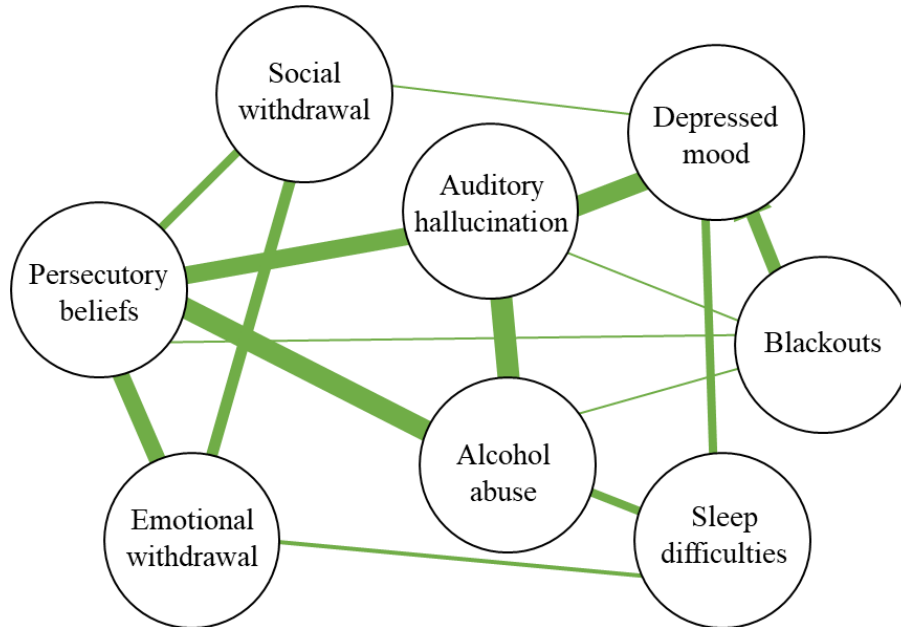 Social
withdrawal
Depressed
mood
Auditory
hallucination
Persecutory
beliefs
Blackouts
Alcohol
abuse
Emotional
withdrawal
Sleep
difficulties